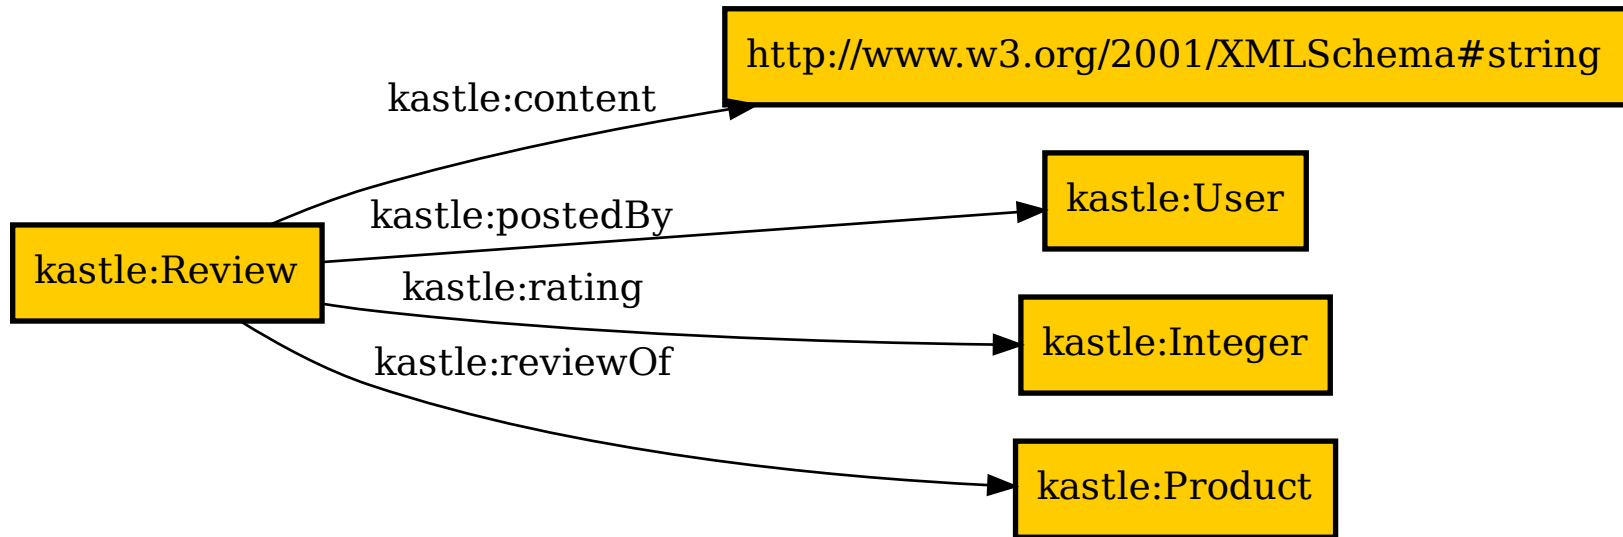 http://www.w3.org/2001/XMLSchema#string
kastle:content
kastle:User
kastle:postedBy
kastle:Review
kastle:rating
kastle:Integer
kastle:reviewOf
kastle:Product